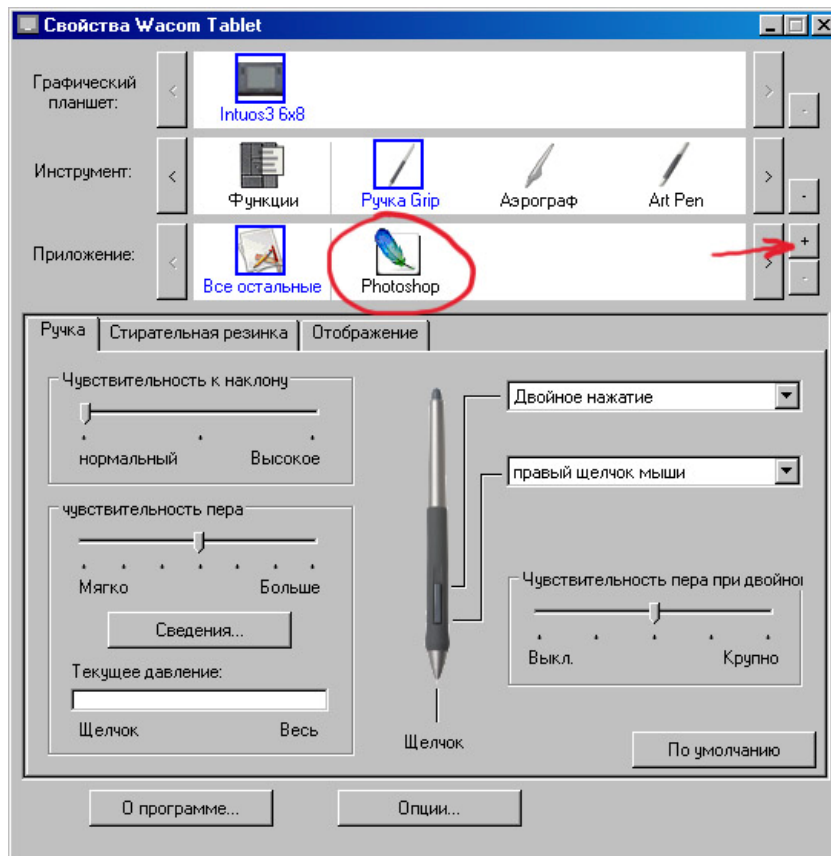 Свойства Wacom Tablet
Графический
планшет:
Intuos3 6x8
Инструмент:
Функции
Ручка Grip
Аэрограф
Art Pen
Приложение:
Все остальные
Photoshop
Ручка
Стирательная резинка
Отображение
Чувствительность к наклону
нормальный
Высокое
Двойное нажатие
правый щелчок мыши
чувствительность пера
Мягко
Больше
Сведения...
Текущее давление:
Щелчок
Весь
Щелчок
Чувствительность пера при двойног
Выкл.
Крупно
По умолчанию
О программе...
Опции...